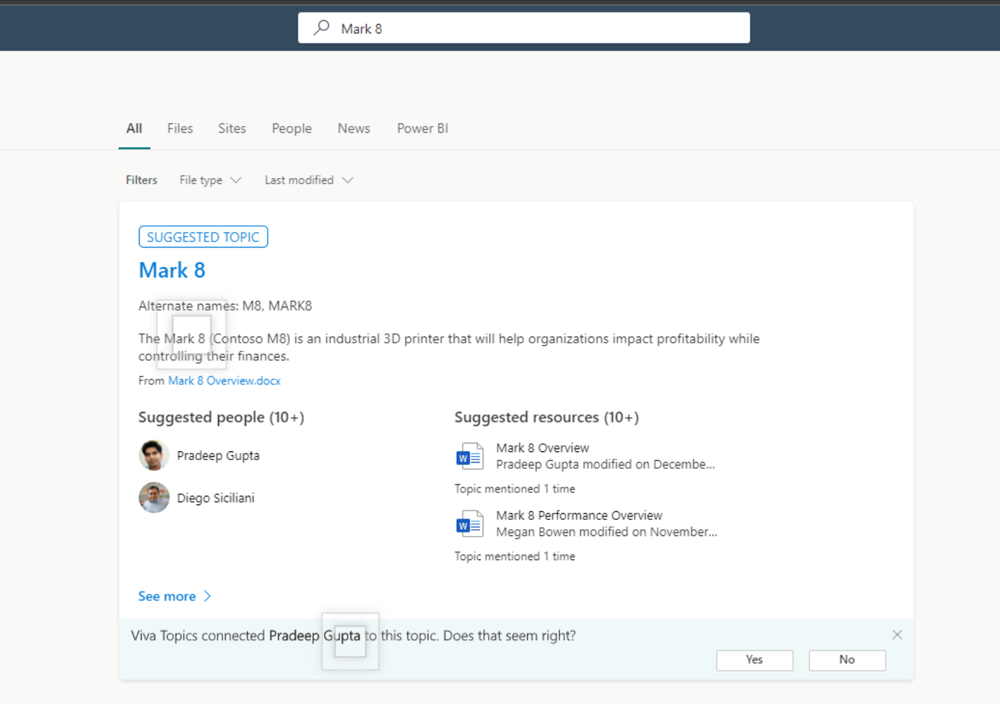 Mark 8
All Files Sites People News Power BI
Filters File type Last modified
SUGGESTED TOPIC
Mark 8
Alternate names: M8, MARK8
The Mark 8 (Contoso M8) is an industrial 3D printer that will help organizations impact profitability while
controlling their finances.
From Mark 8 Overview.docx
Suggested people (10+)
Pradeep Gupta
Diego Siciliani
Suggested resources (10+)
W
Mark 8 Overview
Pradeep Gupta modified on Decembe...
Topic mentioned 1 time
W
Mark 8 Performance Overview
Megan Bowen modified on November...
Topic mentioned 1 time
See more
Viva Topics connected Pradeep Gupta to this topic. Does that seem right?
Yes No